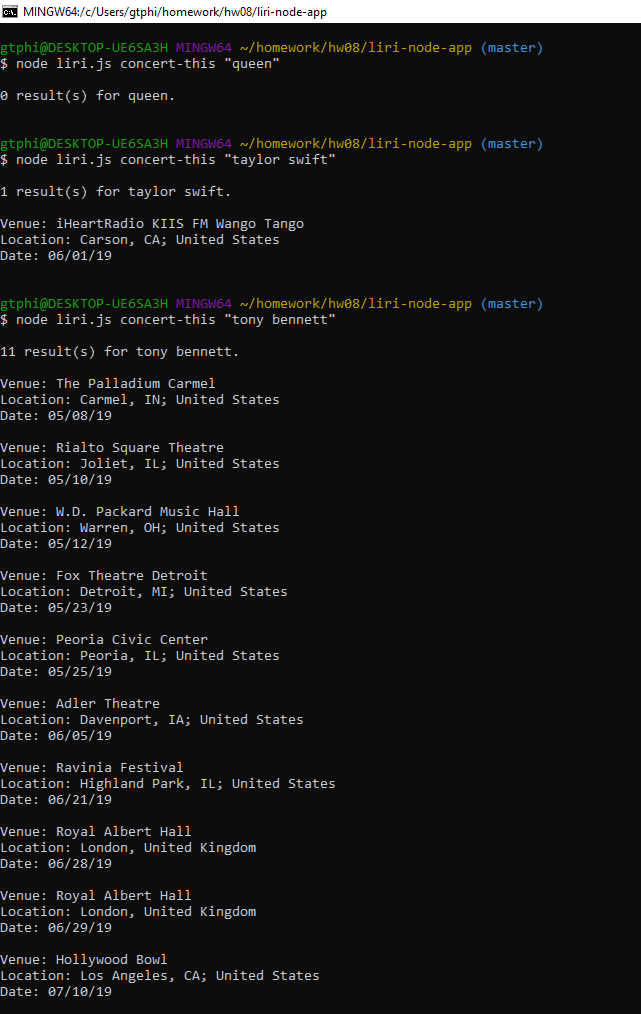 MINGW64:/c/Users/gtphi/homework/hw08/liri-node-app
gtphi@DESKTOP-UE6SA3H MINGW64 ~/homework/hw08/liri-node-app (master)
$ node liri.js concert-this "queen"
0 result(s) for queen.
gtphi@DESKTOP-UE6SA3H MINGW64 ~/homework/hw08/liri-node-app (master)
$ node liri.js concert-this "taylor swift"
1 result(s) for taylor swift.
Venue: iHeartRadio KIIS FM Wango Tango
Location: Carson, CA; United States
Date: 06/01/19
gtphi@DESKTOP-UE6SA3H MINGW64 ~/homework/hw08/liri-node-app (master)
$ node liri.js concert-this "tony bennett"
11 result(s) for tony bennett.
Venue: The Palladium Carmel
Location: Carmel, IN; United States
Date: 05/08/19
Venue: Rialto Square Theatre
Location: Joliet, IL; United States
Date: 05/10/19
Venue: W.D. Packard Music Hall
Location: Warren, OH; United States
Date: 05/12/19
Venue: Fox Theatre Detroit
Location: Detroit, MI; United States
Date: 05/23/19
Venue: Peoria Civic Center
Location: Peoria, IL; United States
Date: 05/25/19
Venue: Adler Theatre
Location: Davenport, IA; United States
Date: 06/05/19
Venue: Ravinia Festival
Location: Highland Park, IL; United States
Date: 06/21/19
Venue: Royal Albert Hall
Location: London, United Kingdom
Date: 06/28/19
Venue: Royal Albert Hall
Location: London, United Kingdom
Date: 06/29/19
Venue: Hollywood Bowl
Location: Los Angeles, CA; United States
Date: 07/10/19